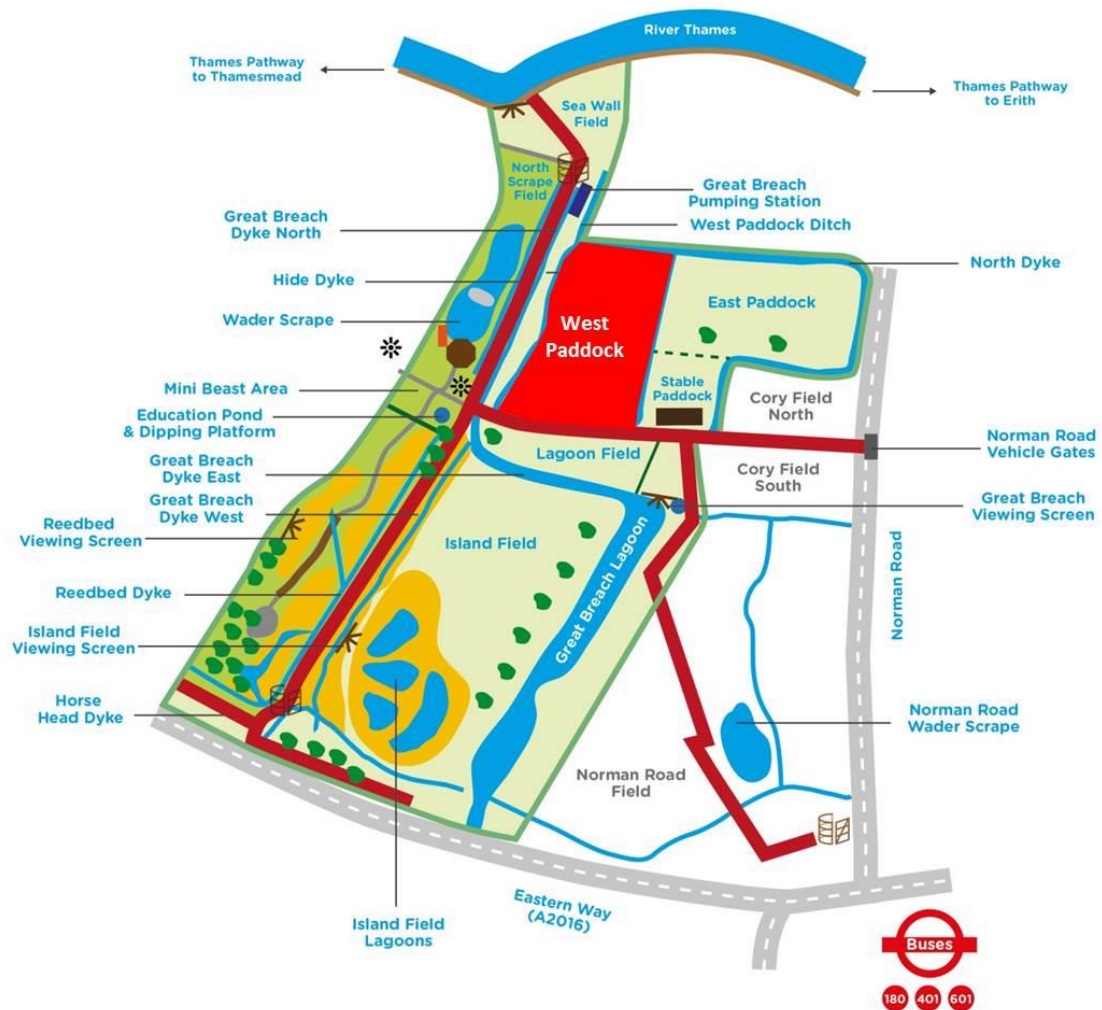 River Thames
Thames Pathway
to Thamesmead
Thames Pathway
to Erith
Sea Wall
Field
North
Scrape
Field
Great Breach
Pumping Station
Great Breach
Dyke North
West Paddock Ditch
North Dyke
Hide Dyke
East Paddock
Wader Scrape
West
Paddock
Mini Beast Area
Stable
Paddock
Cory Field
North
Education Pond
& Dipping Platform
Norman Road
Vehicle Gates
Great Breach
Dyke East
Lagoon Field
Cory Field
South
Great Breach
Dyke West
Great Breach
Viewing Screen
Reedbed
Viewing Screen
Island Field
Great Breach Lagoon
Norman Road
Reedbed Dyke
Island Field
Viewing Screen
Horse
Head Dyke
Norman Road
Wader Scrape
Norman Road
Field
Island Field
Lagoons
Eastern Way
(A2016)
Buses
180 401 601